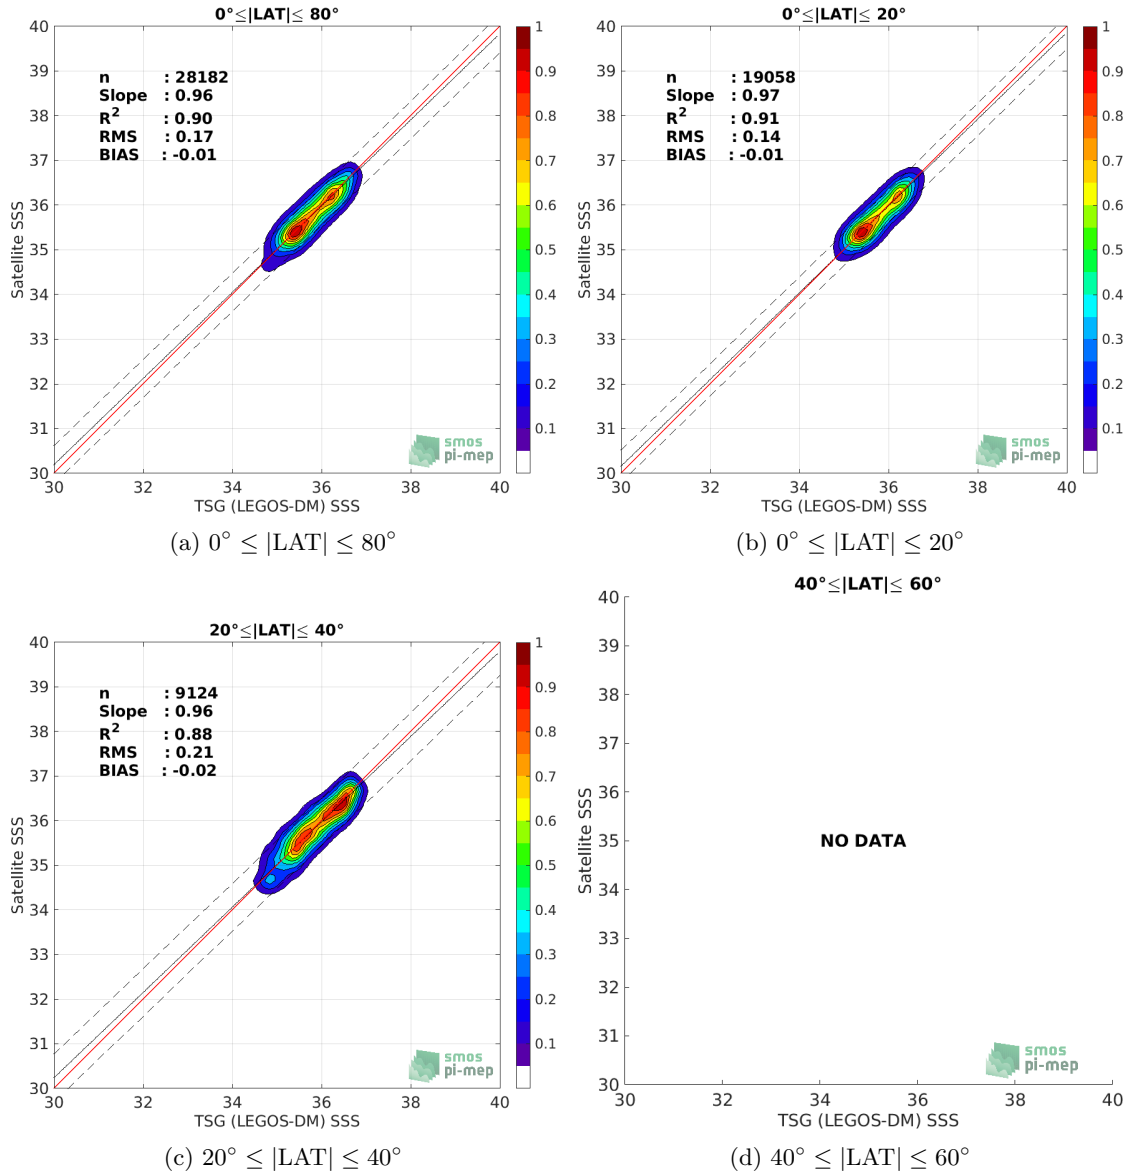 0°≤|LAT|≤ 80°
n : 28182
Slope : 0.96
R² : 0.90
RMS : 0.17
BIAS : -0.01
40
39
38
37
36
35
34
33
32
31
30
Satellite SSS
30 32 34 36 38 40
TSG (LEGOS-DM) SSS
1
0.9
0.8
0.7
0.6
0.5
0.4
0.3
0.2
0.1
smos
pi-mep
(a) 0° ≤ |LAT| ≤ 80°
0°≤|LAT|≤ 20°
n : 19058
Slope : 0.97
R² : 0.91
RMS : 0.14
BIAS : -0.01
40
39
38
37
36
35
34
33
32
31
30
Satellite SSS
30 32 34 36 38 40
TSG (LEGOS-DM) SSS
1
0.9
0.8
0.7
0.6
0.5
0.4
0.3
0.2
0.1
smos
pi-mep
(b) 0° ≤ |LAT| ≤ 20°
20°≤|LAT|≤ 40°
n : 9124
Slope : 0.96
R² : 0.88
RMS : 0.21
BIAS : -0.02
40
39
38
37
36
35
34
33
32
31
30
Satellite SSS
30 32 34 36 38 40
TSG (LEGOS-DM) SSS
1
0.9
0.8
0.7
0.6
0.5
0.4
0.3
0.2
0.1
smos
pi-mep
(c) 20° ≤ |LAT| ≤ 40°
40°≤|LAT|≤ 60°
40
39
38
37
36
35
34
33
32
31
30
Satellite SSS
NO DATA
30 32 34 36 38 40
TSG (LEGOS-DM) SSS
smos
pi-mep
(d) 40° ≤ |LAT| ≤ 60°